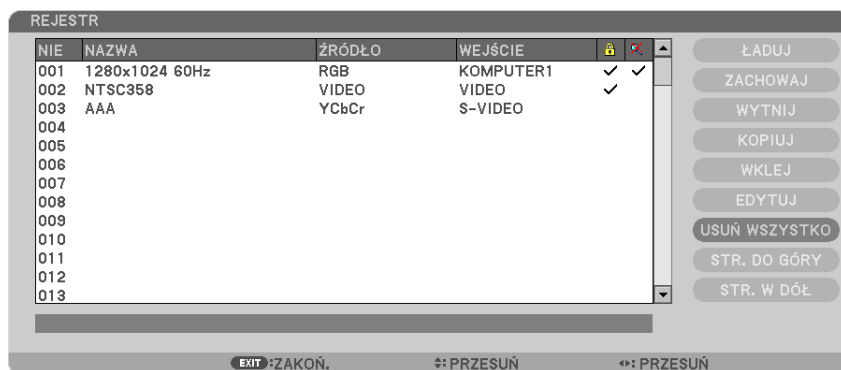 REJESTR
NIE NAZWA ŹRÓDŁO WEJŚCIE
001 1280x1024 60Hz RGB KOMPUTER1 ✓ ✓
002 NTSC358 VIDEO VIDEO ✓
003 AAA YCbCr S-VIDEO
004
005
006
007
008
009
010
011
012
013
ŁADUJ
ZACHOWAJ
WYTNIJ
KOPIUJ
WKLEJ
EDYTUJ
USUŃ WSZYSTKO
STR. DO GÓRY
STR. W DÓŁ
EXIT :ZAKOŃ. :PRZESUŃ :PRZESUŃ